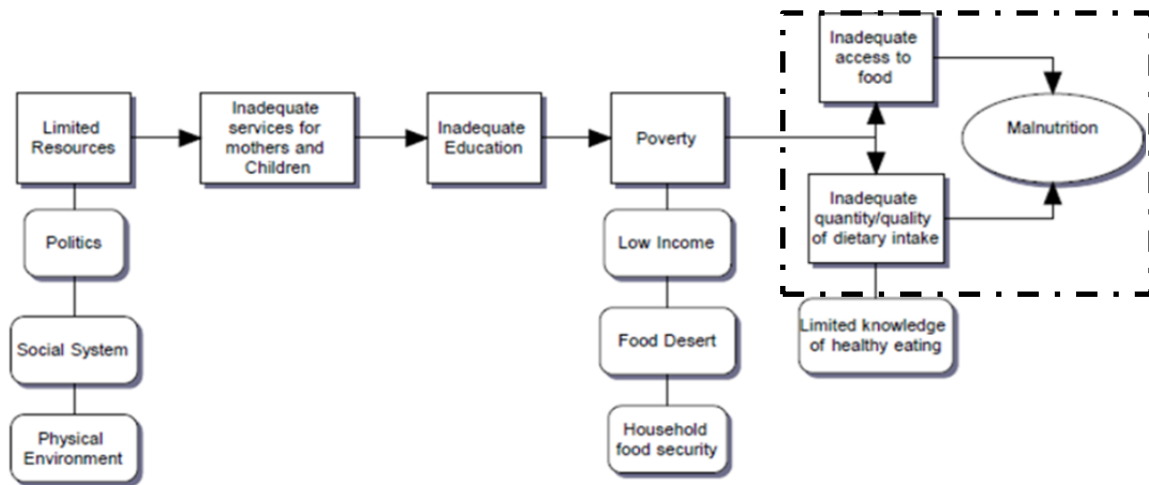 Inadequate
access to
food
Limited
Resources
Inadequate
services for
mothers and
Children
Inadequate
Education
Poverty
Malnutrition
Inadequate
quantity/quality
of dietary intake
Politics
Low Income
Limited knowledge
of healthy eating
Social System
Food Desert
Physical
Environment
Household
food security